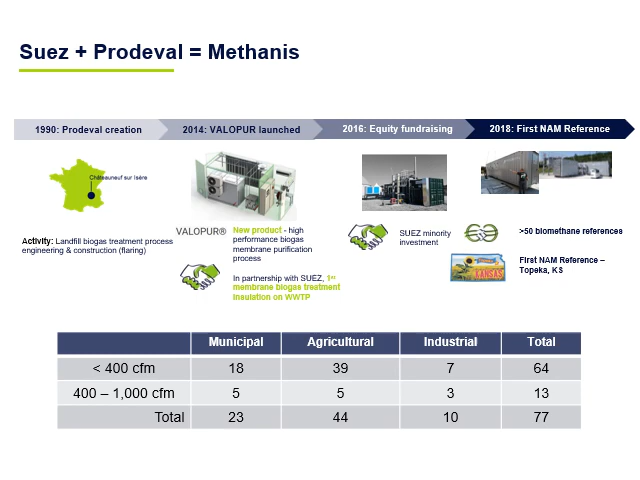 Suez + Prodeval = Methanis
1990: Prodeval creation
2014: VALOPUR launched
2016: Equity fundraising
2018: First NAM Reference
Châteauneuf sur Isère
Activity: Landfill biogas treatment process
engineering & construction (flaring)
VALOPUR®
New product - high
performance biogas
membrane purification
process
In partnership with SUEZ, 1st
membrane biogas treatment
insulation on WWTP
SUEZ minority
investment
>50 biomethane references
KANSAS
First NAM Reference –
Topeka, KS
Municipal Agricultural Industrial Total
< 400 cfm 18 39 7 64
400 – 1,000 cfm 5 5 3 13
Total 23 44 10 77